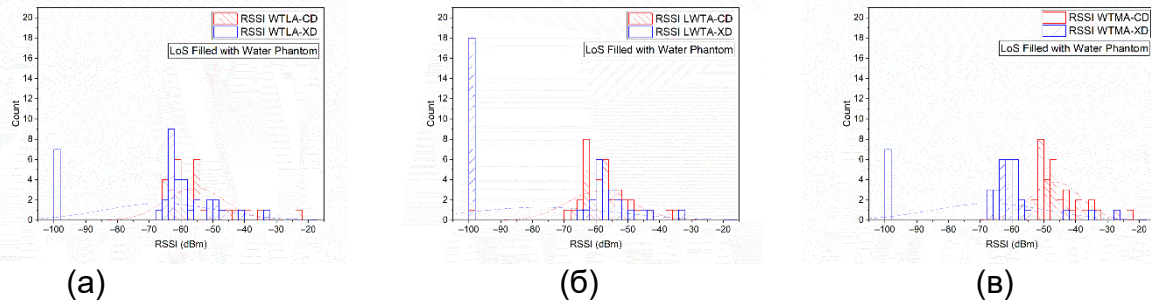 RSSI WTLA-CD
RSSI WTLA-XD
LoS Filled with Water Phantom
Count
20
18
16
14
12
10
8
6
4
2
0
−100 −90 −80 −70 −60 −50 −40 −30 −20
RSSI (dBm)
(а)
RSSI LWTA-CD
RSSI LWTA-XD
LoS Filled with Water Phantom
Count
20
18
16
14
12
10
8
6
4
2
0
−100 −90 −80 −70 −60 −50 −40 −30 −20
RSSI (dBm)
(б)
RSSI WTMA-CD
RSSI WTMA-XD
LoS Filled with Water Phantom
Count
20
18
16
14
12
10
8
6
4
2
0
−100 −90 −80 −70 −60 −50 −40 −30 −20
RSSI (dBm)
(в)